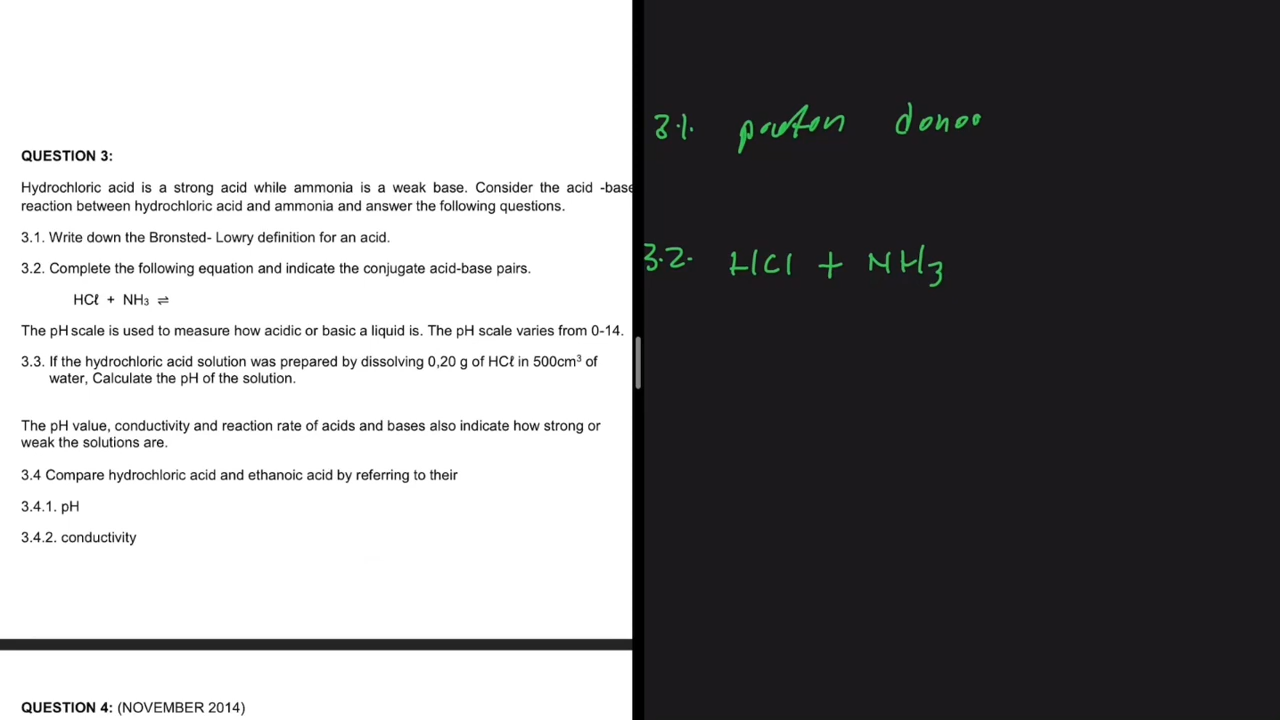 QUESTION 3:
Hydrochloric acid is a strong acid while ammonia is a weak base. Consider the acid -base
reaction between hydrochloric acid and ammonia and answer the following questions.
3.1. Write down the Bronsted- Lowry definition for an acid.
3.2. Complete the following equation and indicate the conjugate acid-base pairs.
HCℓ + NH₃ ⇌
The pH scale is used to measure how acidic or basic a liquid is. The pH scale varies from 0-14.
3.3. If the hydrochloric acid solution was prepared by dissolving 0,20 g of HCℓ in 500cm³ of
water, Calculate the pH of the solution.
The pH value, conductivity and reaction rate of acids and bases also indicate how strong or
weak the solutions are.
3.4 Compare hydrochloric acid and ethanoic acid by referring to their
3.4.1. pH
3.4.2. conductivity
QUESTION 4: (NOVEMBER 2014)
3.1. proton donor
3.2. HCl + NH3